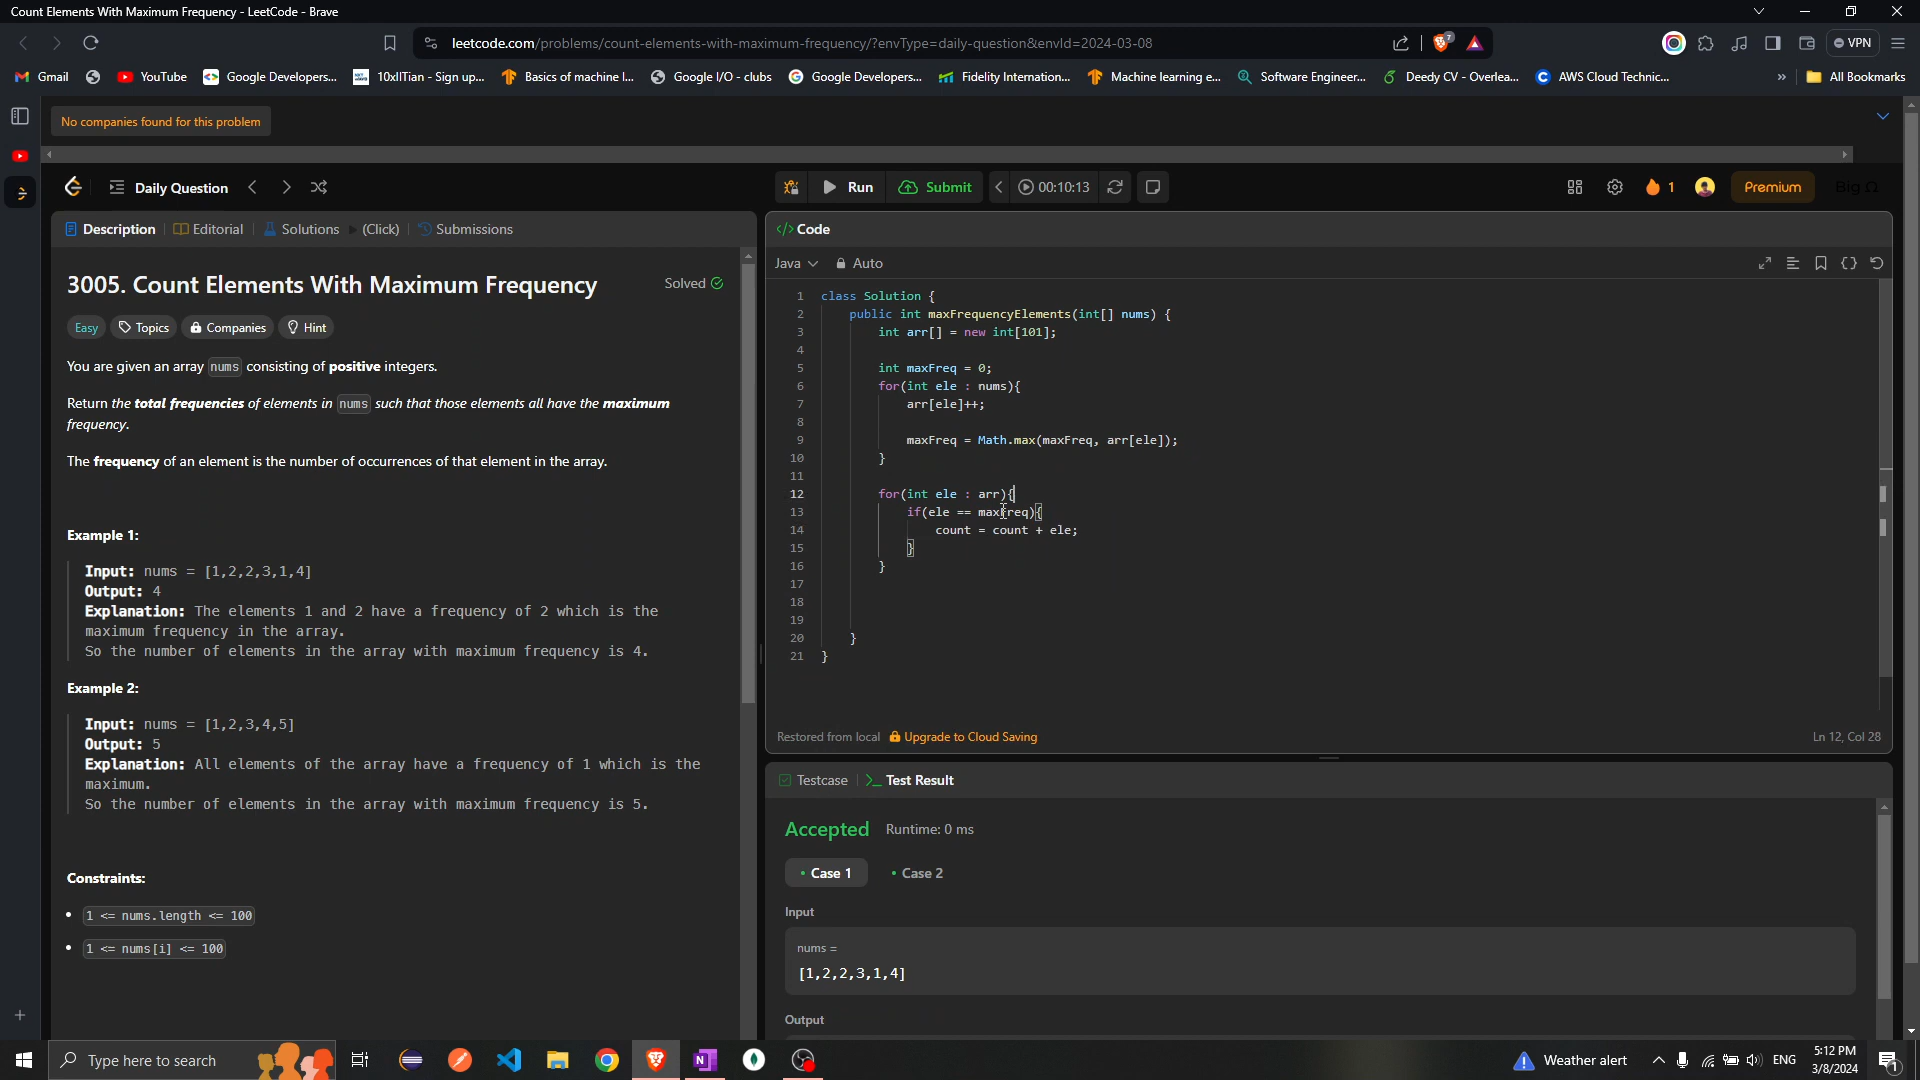 Count Elements With Maximum Frequency - LeetCode - Brave
leetcode.com/problems/count-elements-with-maximum-frequency/?envType=daily-question&envId=2024-03-08
7
VPN
Gmail
YouTube
Google Developers...
10xIITian - Sign up...
Basics of machine l...
Google I/O - clubs
Google Developers...
Fidelity Internation...
Machine learning e...
Software Engineer...
Deedy CV - Overlea...
AWS Cloud Technic...
»
All Bookmarks
No companies found for this problem
Daily Question
Run
Submit
00:10:13
1
Premium
Big O
Description
Editorial
Solutions
(Click)
Submissions
3005. Count Elements With Maximum Frequency
Solved
Easy
Topics
Companies
Hint
You are given an array nums consisting of positive integers.
Return the total frequencies of elements in nums such that those elements all have the maximum
frequency.
The frequency of an element is the number of occurrences of that element in the array.
Example 1:
Input: nums = [1,2,2,3,1,4]
Output: 4
Explanation: The elements 1 and 2 have a frequency of 2 which is the
maximum frequency in the array.
So the number of elements in the array with maximum frequency is 4.
Example 2:
Input: nums = [1,2,3,4,5]
Output: 5
Explanation: All elements of the array have a frequency of 1 which is the
maximum.
So the number of elements in the array with maximum frequency is 5.
Constraints:
• 1 <= nums.length <= 100
• 1 <= nums[i] <= 100
</> Code
Java
Auto
1 class Solution {
2 public int maxFrequencyElements(int[] nums) {
3 int arr[] = new int[101];
4
5 int maxFreq = 0;
6 for(int ele : nums){
7 arr[ele]++;
8
9 maxFreq = Math.max(maxFreq, arr[ele]);
10 }
11
12 for(int ele : arr){
13 if(ele == maxFreq){
14 count = count + ele;
15 }
16 }
17
18
19
20 }
21 }
Restored from local
Upgrade to Cloud Saving
Ln 12, Col 28
Testcase
Test Result
Accepted
Runtime: 0 ms
• Case 1
• Case 2
Input
nums =
[1,2,2,3,1,4]
Output
Type here to search
Weather alert
ENG
5:12 PM
3/8/2024
1